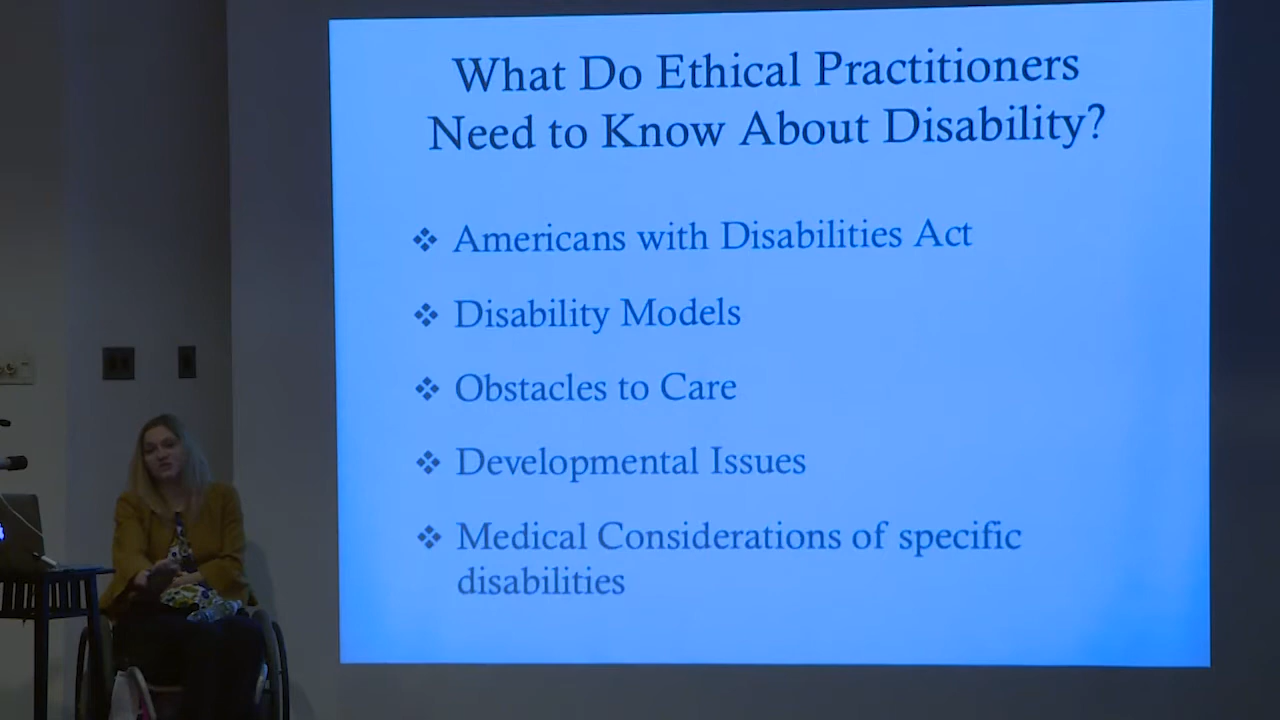 What Do Ethical Practitioners
Need to Know About Disability?
❖ Americans with Disabilities Act
❖ Disability Models
❖ Obstacles to Care
❖ Developmental Issues
❖ Medical Considerations of specific
disabilities